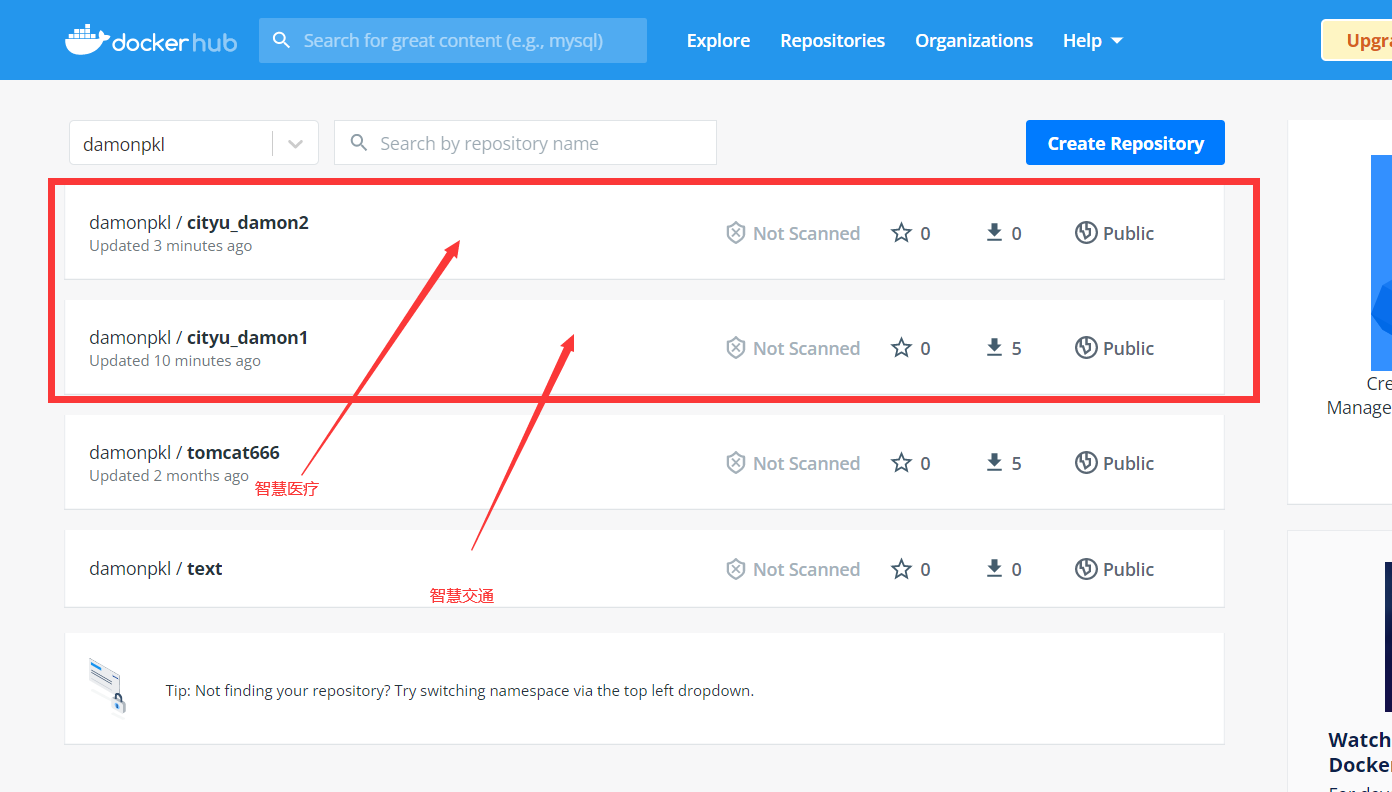 docker hub
Search for great content (e.g., mysql)
Explore
Repositories
Organizations
Help
damonpkl
Search by repository name
Create Repository
damonpkl / cityu_damon2
Updated 3 minutes ago
Not Scanned
0
0
Public
damonpkl / cityu_damon1
Updated 10 minutes ago
Not Scanned
0
5
Public
Manage
damonpkl / tomcat666
Updated 2 months ago
Not Scanned
0
5
Public
智慧医疗
damonpkl / text
Not Scanned
0
0
Public
智慧交通
Tip: Not finding your repository? Try switching namespace via the top left dropdown.
Watch